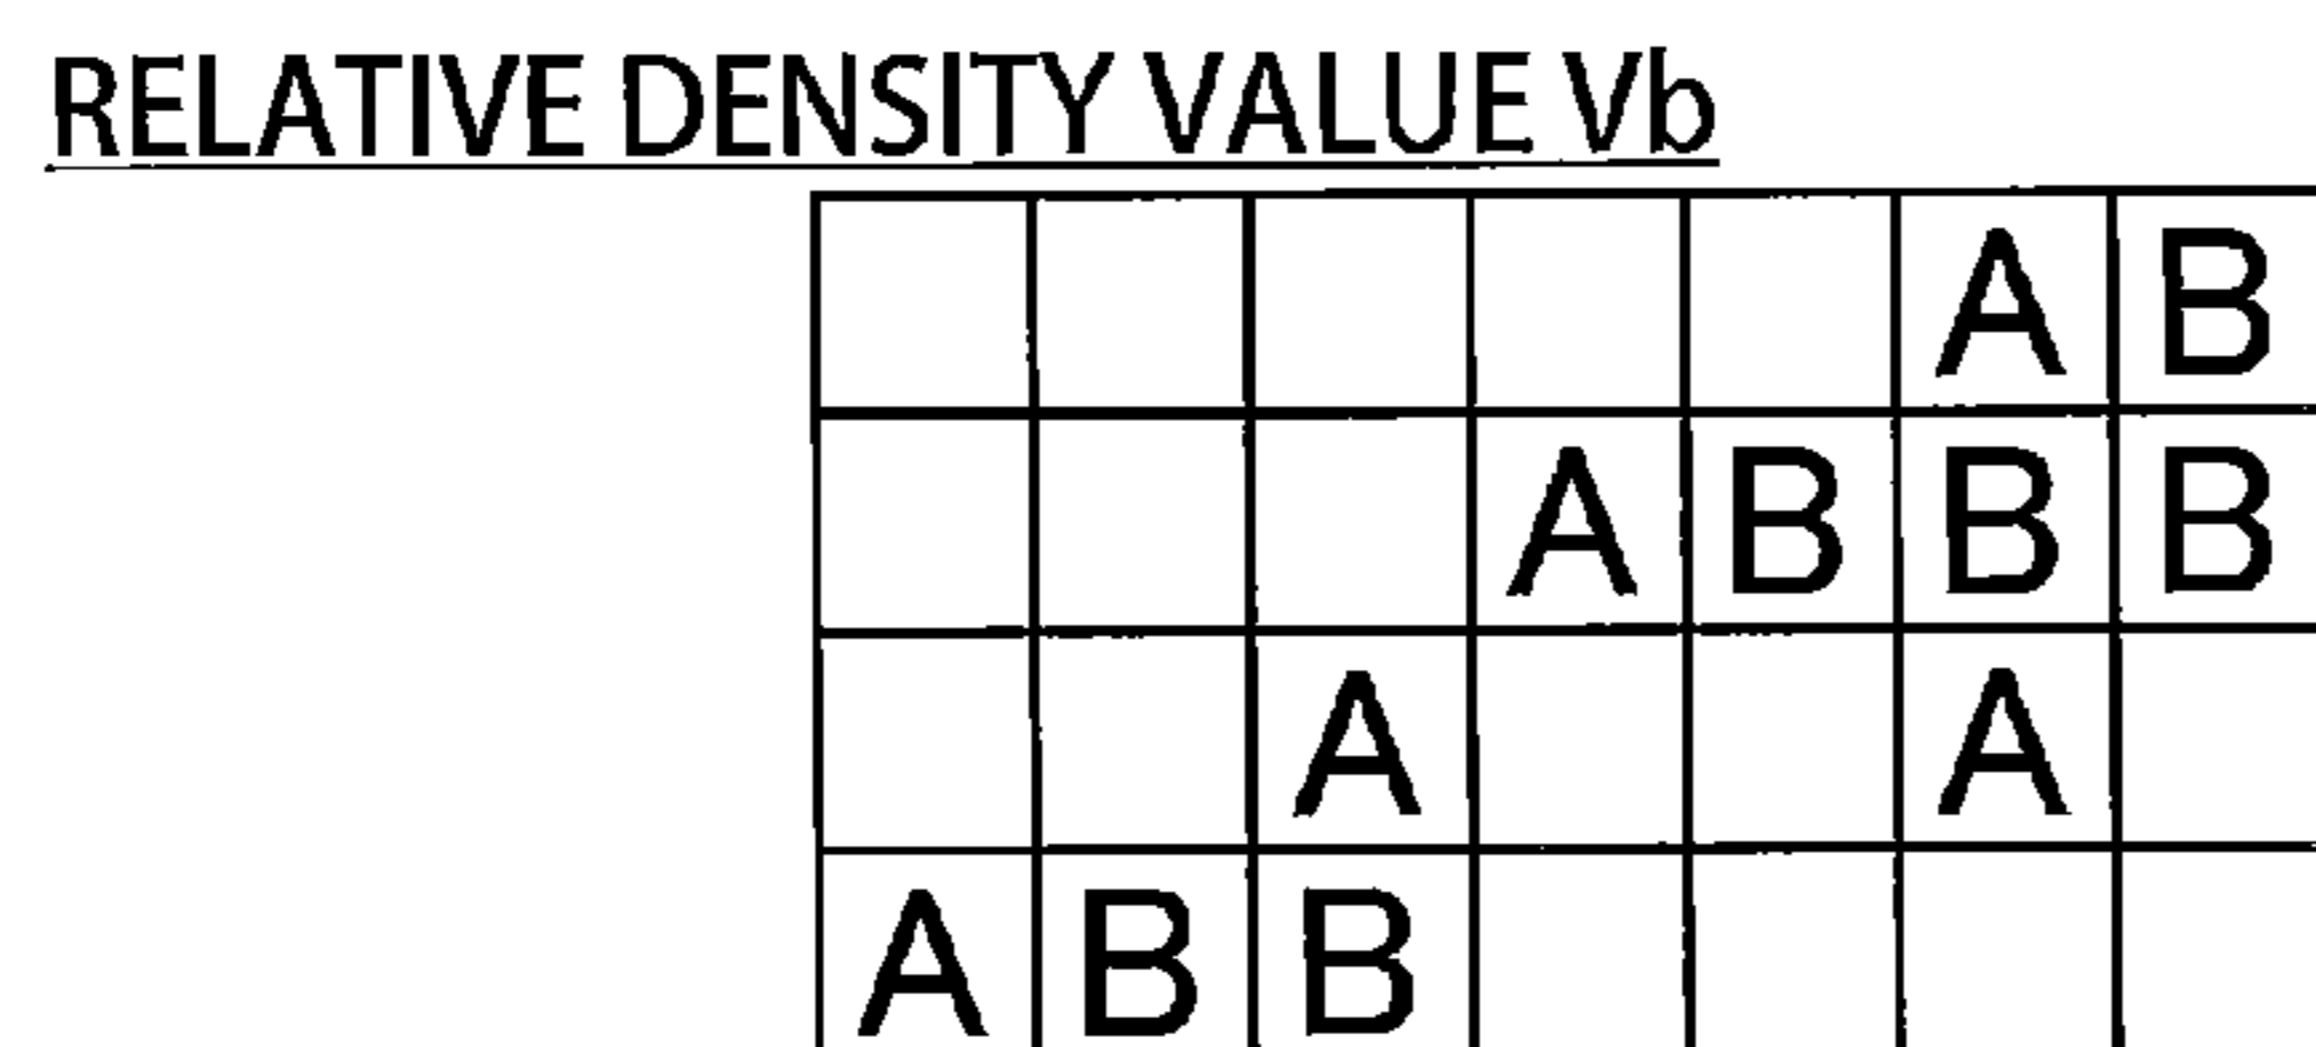 RELATIVE DENSITY VALUE Vb
A B
A B B B
A A
A B B